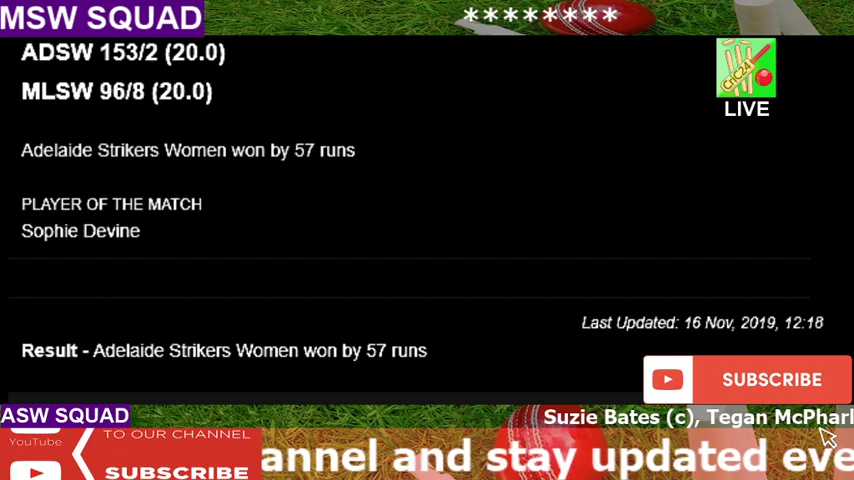 MSW SQUAD
********
ADSW 153/2 (20.0)
MLSW 96/8 (20.0)
CriC24
LIVE
Adelaide Strikers Women won by 57 runs
PLAYER OF THE MATCH
Sophie Devine
Last Updated: 16 Nov, 2019, 12:18
Result - Adelaide Strikers Women won by 57 runs
SUBSCRIBE
ASW SQUAD
Suzie Bates (c), Tegan McPharl
YouTube
TO OUR CHANNEL
SUBSCRIBE
annel and stay updated eve